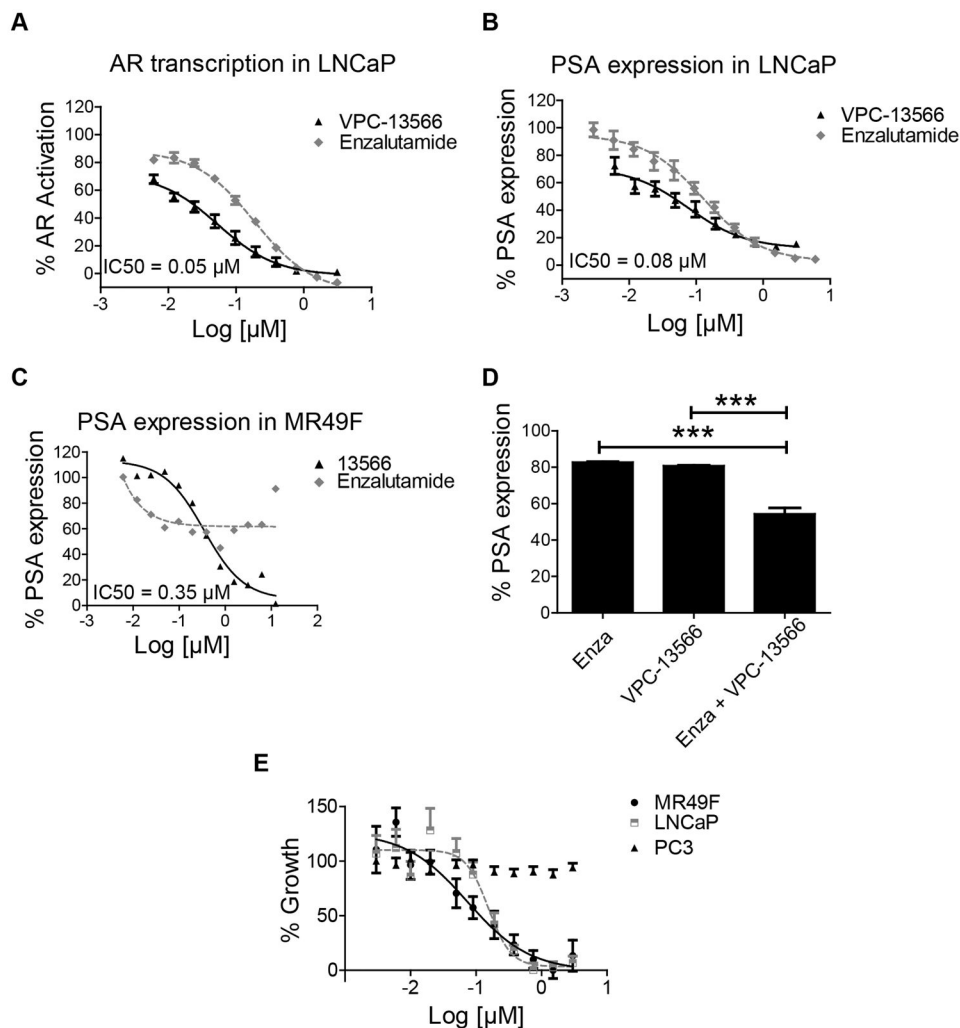 A
AR transcription in LNCaP
% AR Activation
120
100
80
60
40
20
0
VPC-13566
Enzalutamide
IC50 = 0.05 µM
-3 -2 -1 0 1
Log [µM]
B
PSA expression in LNCaP
% PSA expression
120
100
80
60
40
20
0
VPC-13566
Enzalutamide
IC50 = 0.08 µM
-3 -2 -1 0 1
Log [µM]
C
PSA expression in MR49F
% PSA expression
120
100
80
60
40
20
0
13566
Enzalutamide
IC50 = 0.35 µM
-3 -2 -1 0 1 2
Log [µM]
D
% PSA expression
100
80
60
40
20
0
***
***
Enza
VPC-13566
Enza + VPC-13566
E
% Growth
150
100
50
0
MR49F
LNCaP
PC3
-2 -1 0 1
Log [µM]